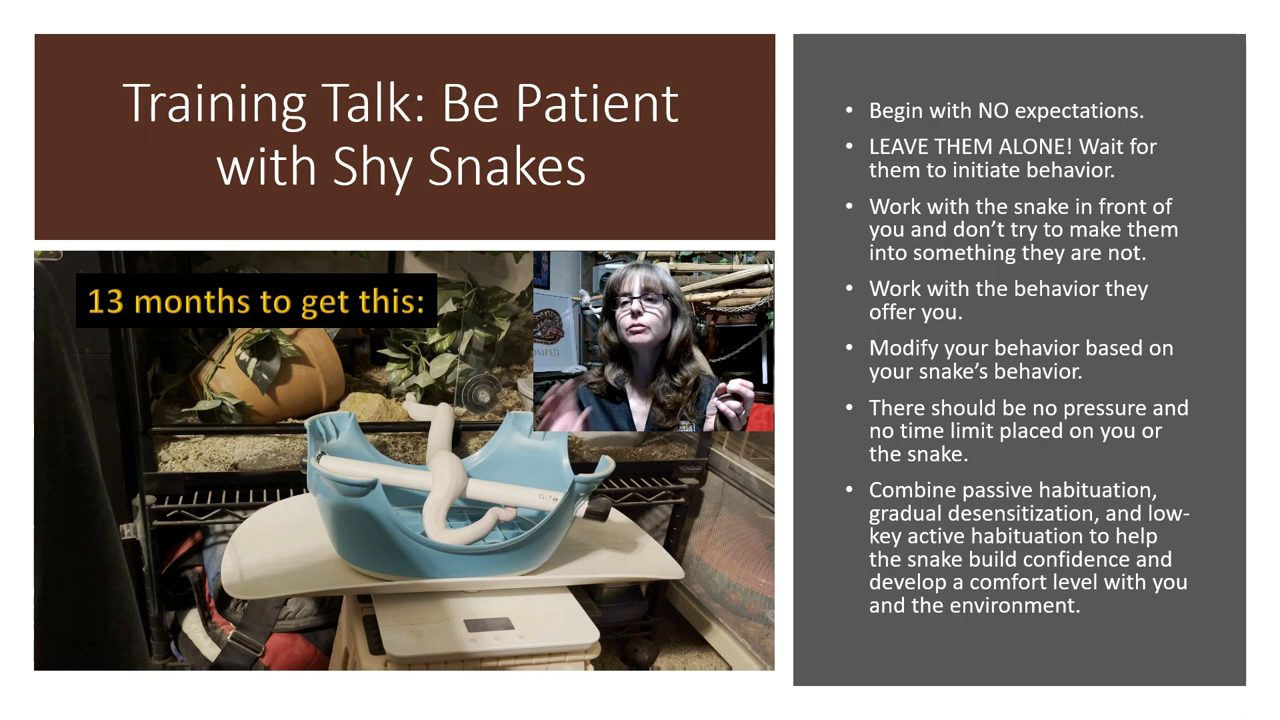 Training Talk: Be Patient
with Shy Snakes
13 months to get this:
• Begin with NO expectations.
• LEAVE THEM ALONE! Wait for
them to initiate behavior.
• Work with the snake in front of
you and don’t try to make them
into something they are not.
• Work with the behavior they
offer you.
• Modify your behavior based on
your snake’s behavior.
• There should be no pressure and
no time limit placed on you or
the snake.
• Combine passive habituation,
gradual desensitization, and low-
key active habituation to help
the snake build confidence and
develop a comfort level with you
and the environment.